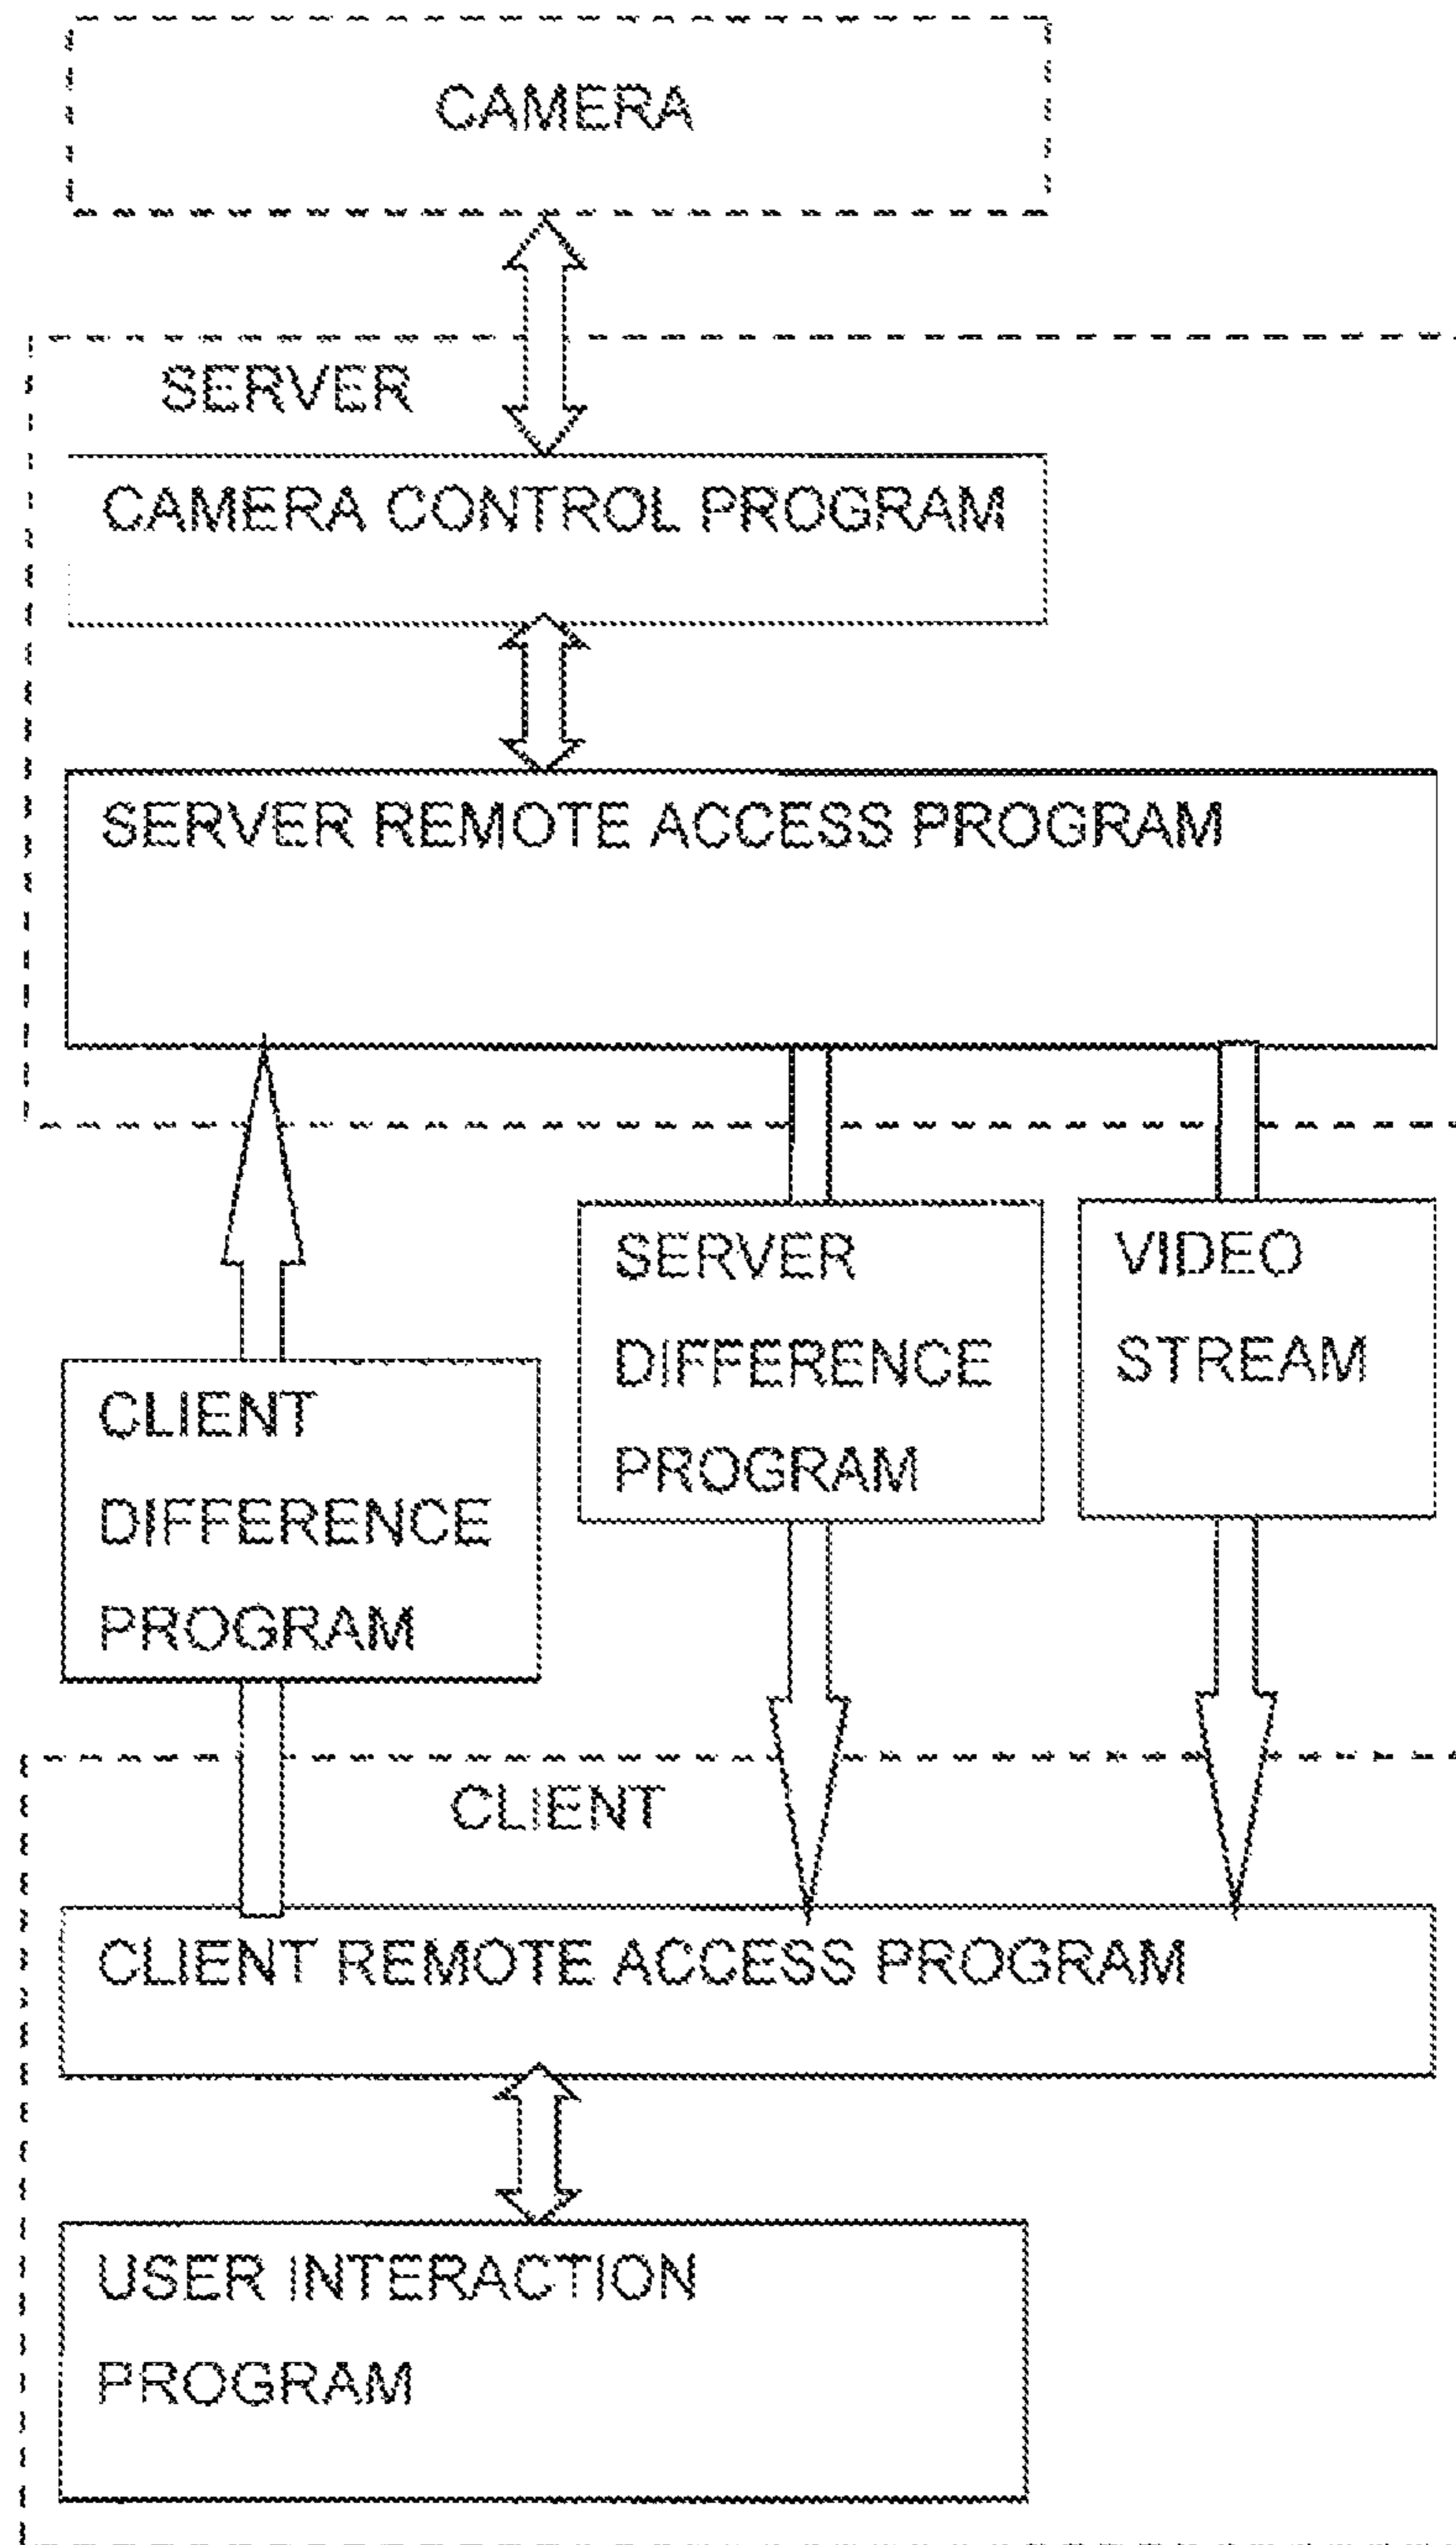 CAMERA
SERVER
CAMERA CONTROL PROGRAM
SERVER REMOTE ACCESS PROGRAM
SERVER
DIFFERENCE
PROGRAM
VIDEO
STREAM
CLIENT
DIFFERENCE
PROGRAM
CLIENT
CLIENT REMOTE ACCESS PROGRAM
USER INTERACTION
PROGRAM